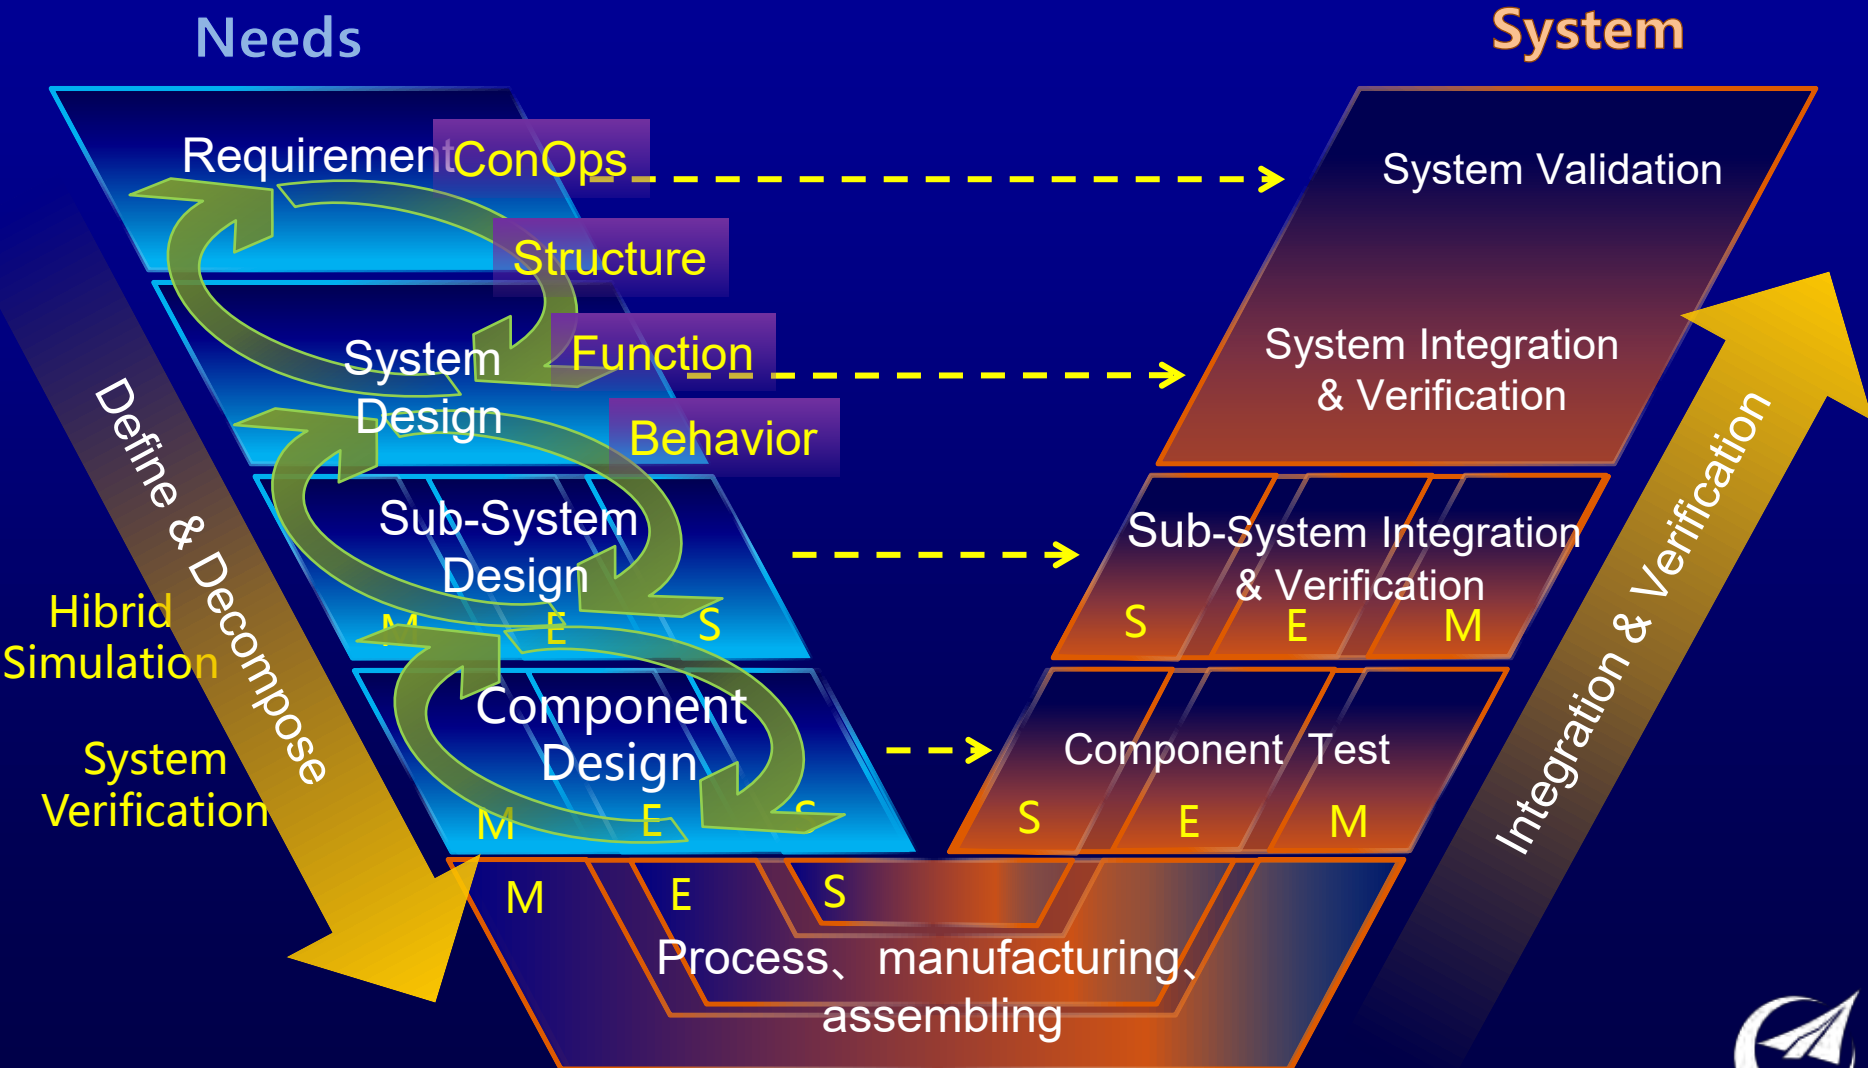 Needs
System
Requirement
ConOps
System Validation
Structure
System
Design
Function
System Integration
& Verification
Behavior
Define & Decompose
Sub-System
Design
M E S
Sub-System Integration
& Verification
S E M
Integration & Verification
Hibrid
Simulation
System
Verification
Component
Design
M E S
Component Test
S E M
M E S
Process、manufacturing、
assembling